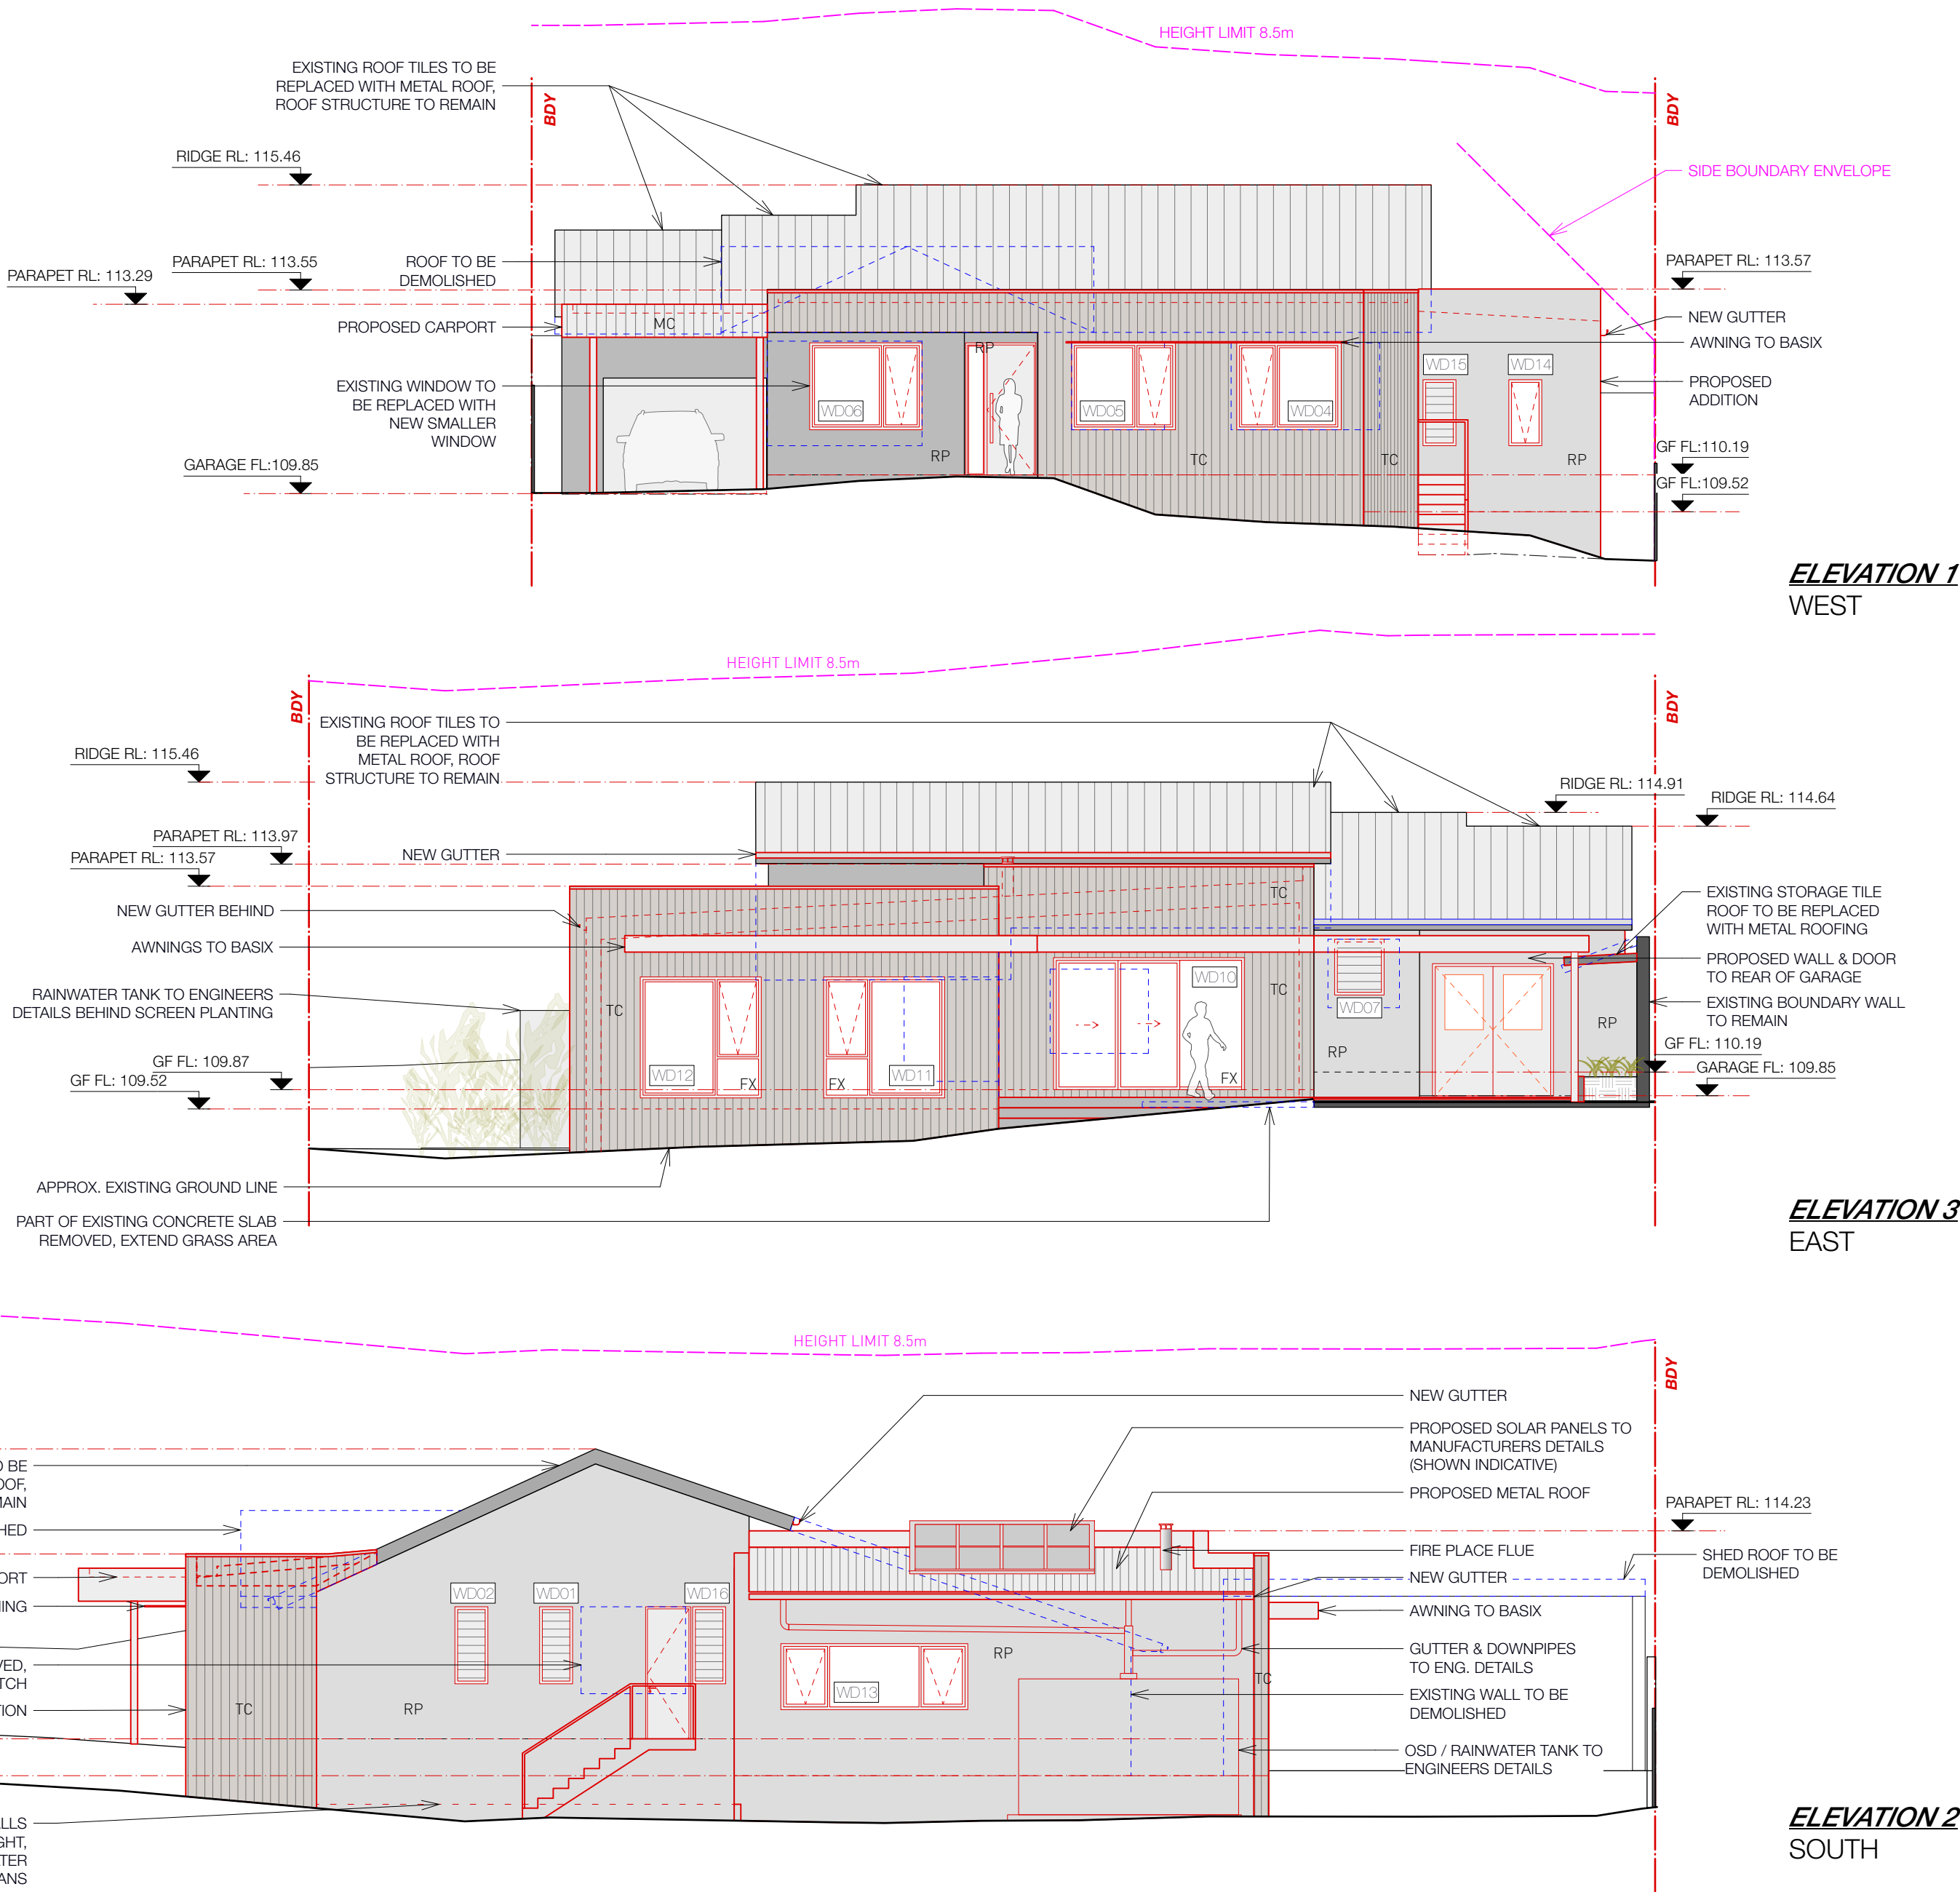 HEIGHT LIMIT 8.5m
EXISTING ROOF TILES TO BE
REPLACED WITH METAL ROOF,
ROOF STRUCTURE TO REMAIN
BDY
BDY
RIDGE RL: 115.46
SIDE BOUNDARY ENVELOPE
PARAPET RL: 113.29
PARAPET RL: 113.55
ROOF TO BE
DEMOLISHED
PARAPET RL: 113.57
PROPOSED CARPORT
MC
NEW GUTTER
AWNING TO BASIX
RP
EXISTING WINDOW TO
BE REPLACED WITH
NEW SMALLER
WINDOW
WD06
WD05
WD04
WD15
WD14
PROPOSED
ADDITION
GARAGE FL:109.85
RP
TC
TC
RP
GF FL:110.19
GF FL:109.52
ELEVATION 1
WEST
HEIGHT LIMIT 8.5m
BDY
BDY
EXISTING ROOF TILES TO
BE REPLACED WITH
METAL ROOF, ROOF
STRUCTURE TO REMAIN
RIDGE RL: 115.46
RIDGE RL: 114.91
RIDGE RL: 114.64
PARAPET RL: 113.97
PARAPET RL: 113.57
NEW GUTTER
TC
NEW GUTTER BEHIND
AWNINGS TO BASIX
EXISTING STORAGE TILE
ROOF TO BE REPLACED
WITH METAL ROOFING
PROPOSED WALL & DOOR
TO REAR OF GARAGE
EXISTING BOUNDARY WALL
TO REMAIN
RAINWATER TANK TO ENGINEERS
DETAILS BEHIND SCREEN PLANTING
TC
WD10
TC
WD07
RP
RP
GF FL: 109.87
GF FL: 109.52
WD12
FX
FX
WD11
FX
GF FL: 110.19
GARAGE FL: 109.85
APPROX. EXISTING GROUND LINE
PART OF EXISTING CONCRETE SLAB
REMOVED, EXTEND GRASS AREA
ELEVATION 3
EAST
HEIGHT LIMIT 8.5m
BDY
NEW GUTTER
PROPOSED SOLAR PANELS TO
MANUFACTURERS DETAILS
(SHOWN INDICATIVE)
PROPOSED METAL ROOF
PARAPET RL: 114.23
FIRE PLACE FLUE
NEW GUTTER
SHED ROOF TO BE
DEMOLISHED
AWNING TO BASIX
GUTTER & DOWNPIPES
TO ENG. DETAILS
EXISTING WALL TO BE
DEMOLISHED
OSD / RAINWATER TANK TO
ENGINEERS DETAILS
BE
OOF,
MAIN
HED
ORT
NING
VED,
TCH
TION
WD02
WD01
WD16
RP
WD13
TC
RP
TC
LLS
GHT,
TER
ANS
ELEVATION 2
SOUTH